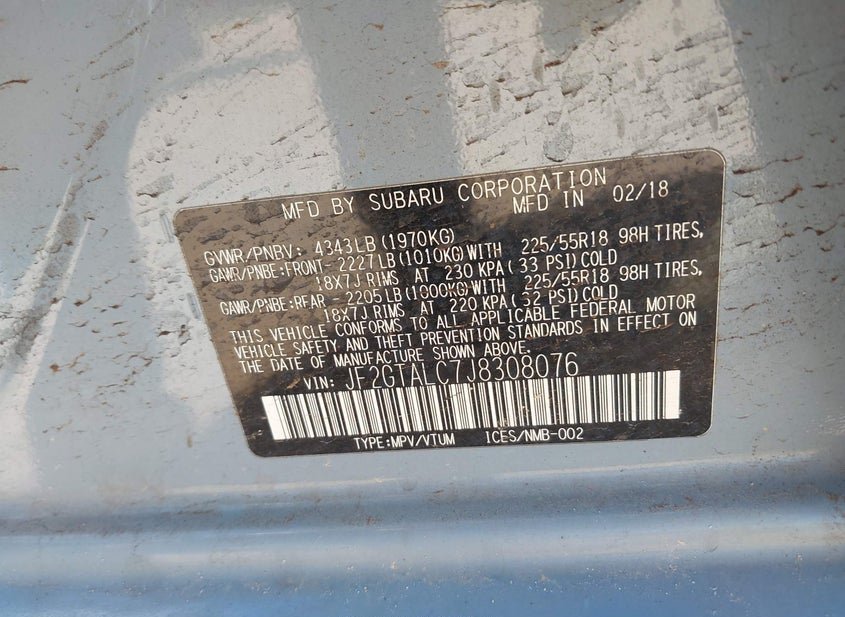 MFD BY SUBARU CORPORATION
MFD IN 02/18
GVWR/PNBV: 4343LB(1970KG)
GAWR/PNBE:FRONT-2227LB(1010KG)WITH 225/55R18 98H TIRES,
18X7J RIMS AT 230 KPA(33 PSI)COLD
GAWR/PNBE:REAR -2205LB(1000KG)WITH 225/55R18 98H TIRES,
18X7J RIMS AT 220 KPA(32 PSI)COLD
THIS VEHICLE CONFORMS TO ALL APPLICABLE FEDERAL MOTOR
VEHICLE SAFETY AND THEFT PREVENTION STANDARDS IN EFFECT ON
THE DATE OF MANUFACTURE SHOWN ABOVE.
VIN: JF2GTALC7J8308076
TYPE:MPV/VTUM ICES/NMB-002